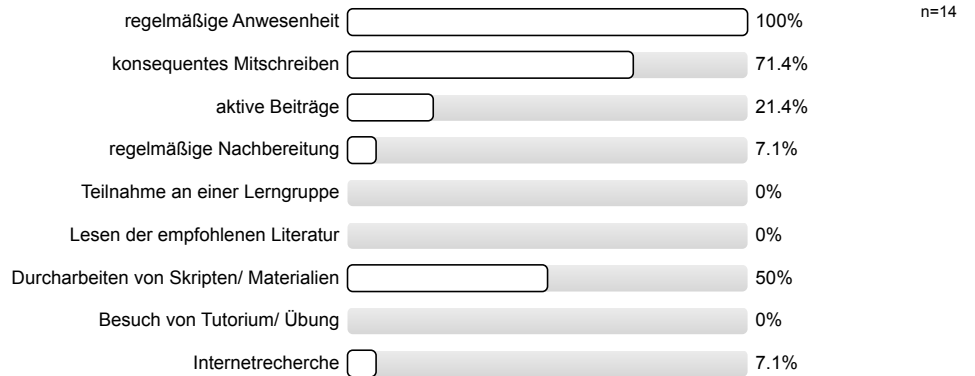 regelmäßige Anwesenheit 100% n=14
konsequentes Mitschreiben 71.4%
aktive Beiträge 21.4%
regelmäßige Nachbereitung 7.1%
Teilnahme an einer Lerngruppe 0%
Lesen der empfohlenen Literatur 0%
Durcharbeiten von Skripten/ Materialien 50%
Besuch von Tutorium/ Übung 0%
Internetrecherche 7.1%